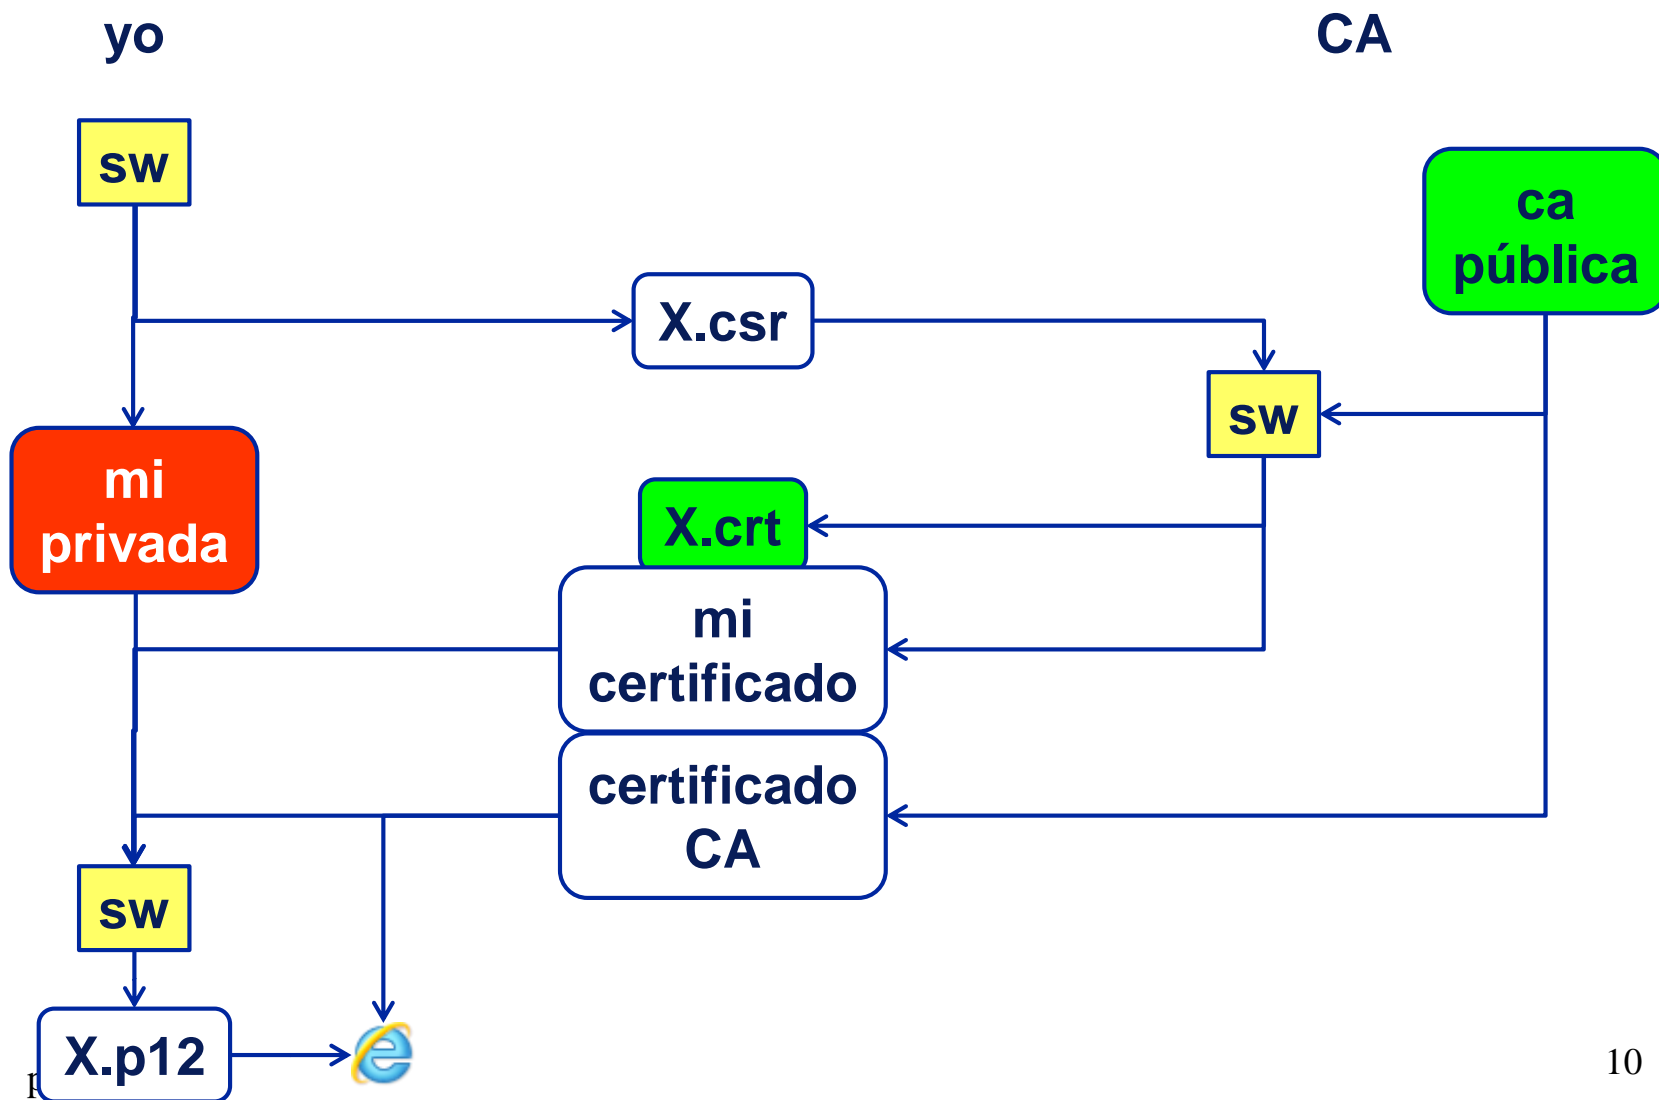 yo
CA
sw
ca
pública
X.csr
sw
mi
privada
X.crt
mi
certificado
certificado
CA
sw
X.p12
10